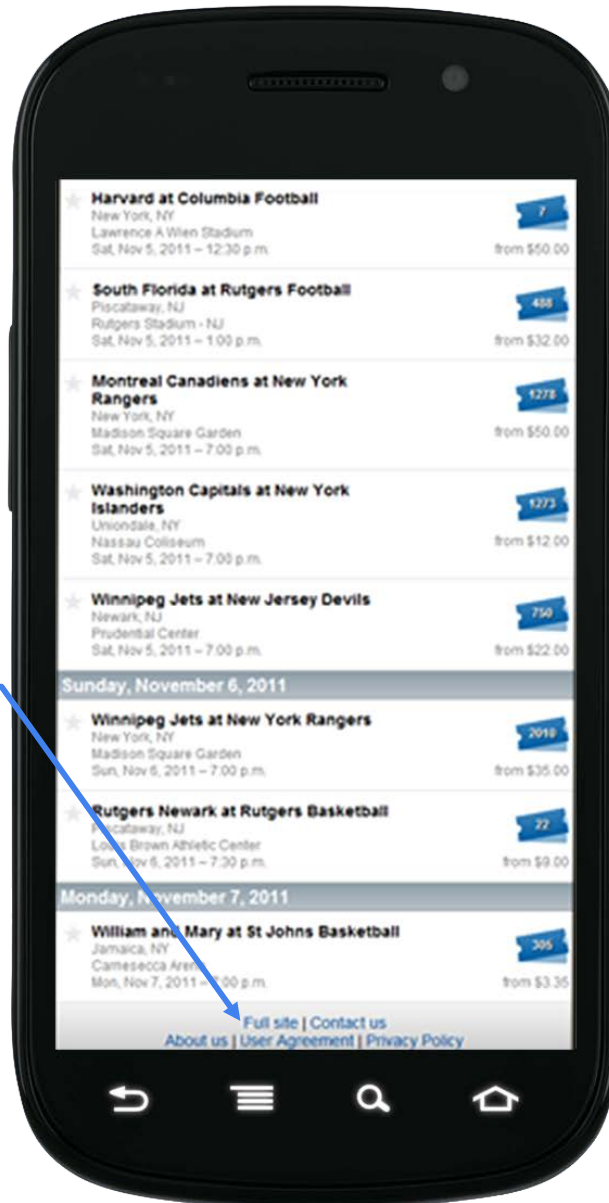 Harvard at Columbia Football
New York, NY
Lawrence A Wien Stadium
Sat, Nov 5, 2011 – 12:30 p.m.
7
from $50.00
South Florida at Rutgers Football
Piscataway, NJ
Rutgers Stadium - NJ
Sat, Nov 5, 2011 – 1:00 p.m.
488
from $32.00
Montreal Canadiens at New York
Rangers
New York, NY
Madison Square Garden
Sat, Nov 5, 2011 – 7:00 p.m.
1278
from $50.00
Washington Capitals at New York
Islanders
Uniondale, NY
Nassau Coliseum
Sat, Nov 5, 2011 – 7:00 p.m.
1273
from $12.00
Winnipeg Jets at New Jersey Devils
Newark, NJ
Prudential Center
Sat, Nov 5, 2011 – 7:00 p.m.
750
from $22.00
Sunday, November 6, 2011
Winnipeg Jets at New York Rangers
New York, NY
Madison Square Garden
Sun, Nov 6, 2011 – 7:00 p.m.
2010
from $35.00
Rutgers Newark at Rutgers Basketball
Piscataway, NJ
Louis Brown Athletic Center
Sun, Nov 6, 2011 – 7:30 p.m.
22
from $9.00
Monday, November 7, 2011
William and Mary at St Johns Basketball
Jamaica, NY
Carnesecca Arena
Mon, Nov 7, 2011 – 7:00 p.m.
305
from $3.35
Full site | Contact us
About us | User Agreement | Privacy Policy